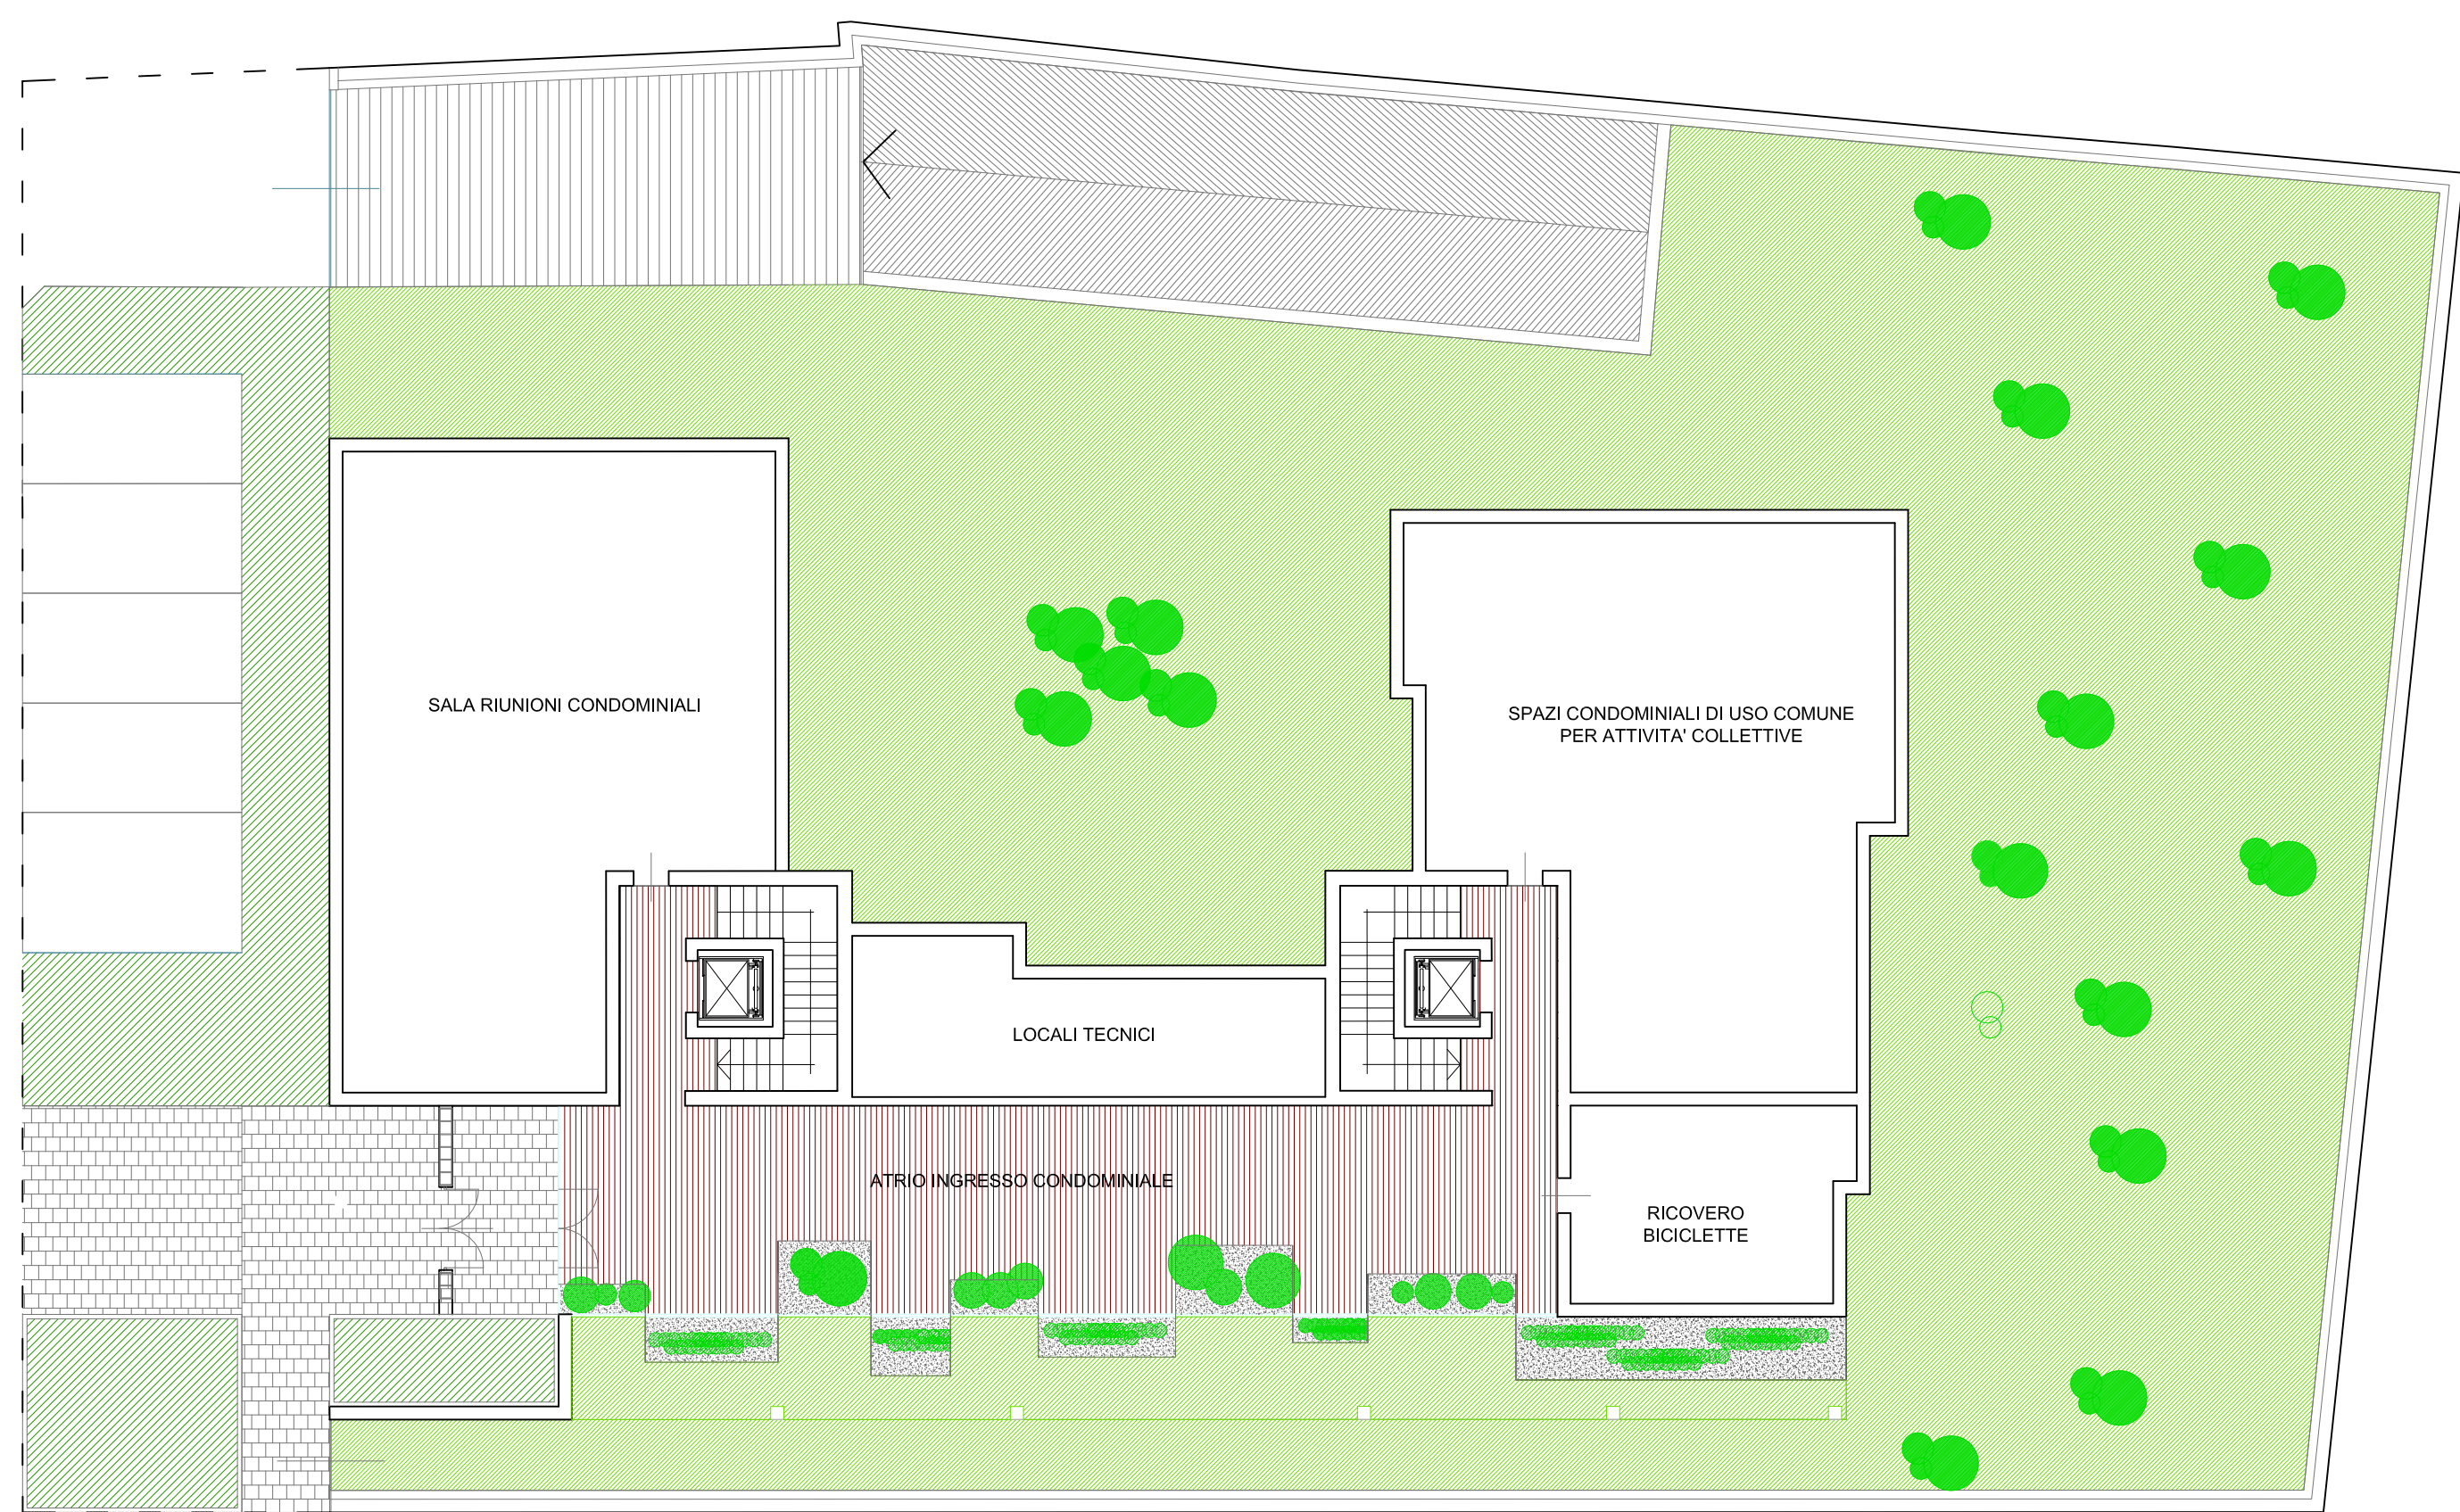 SALA RIUNIONI CONDOMINIALI
SPAZI CONDOMINIALI DI USO COMUNE
PER ATTIVITA' COLLETTIVE
LOCALI TECNICI
ATRIO INGRESSO CONDOMINIALE
RICOVERO
BICICLETTE